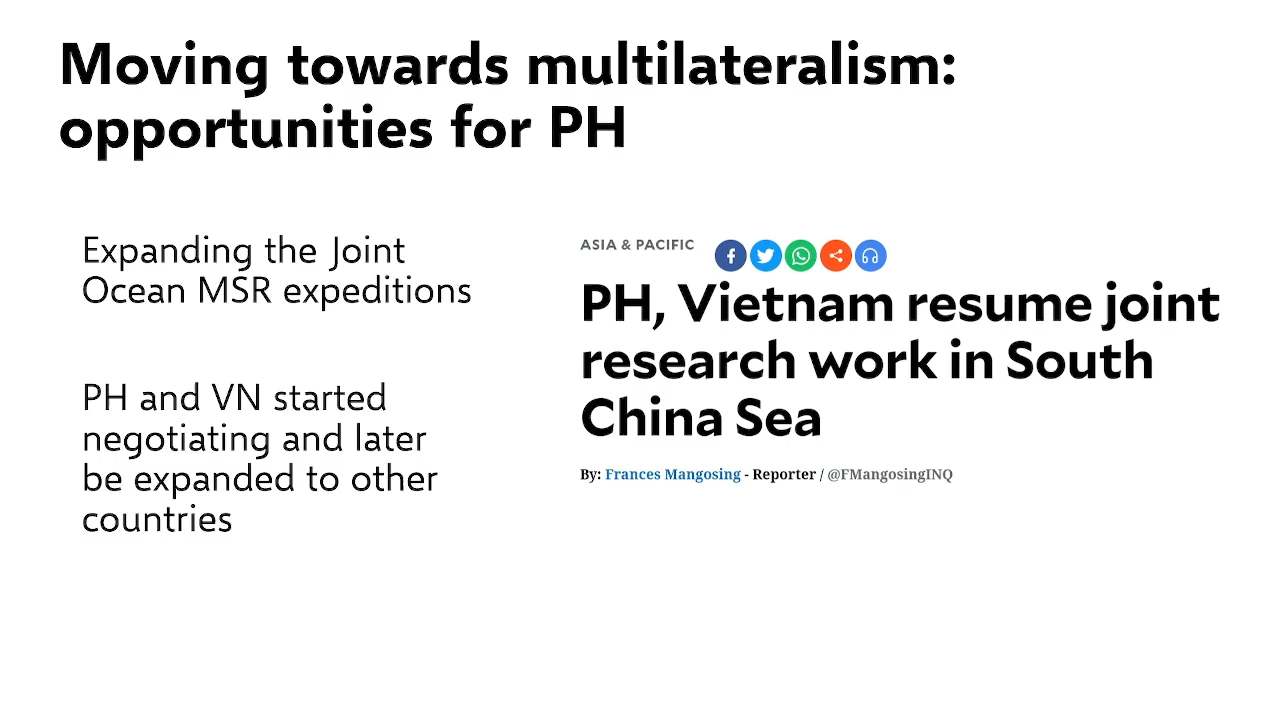 Moving towards multilateralism:
opportunities for PH
Expanding the Joint
Ocean MSR expeditions
PH and VN started
negotiating and later
be expanded to other
countries
ASIA & PACIFIC
PH, Vietnam resume joint
research work in South
China Sea
By: Frances Mangosing - Reporter / @FMangosingINQ